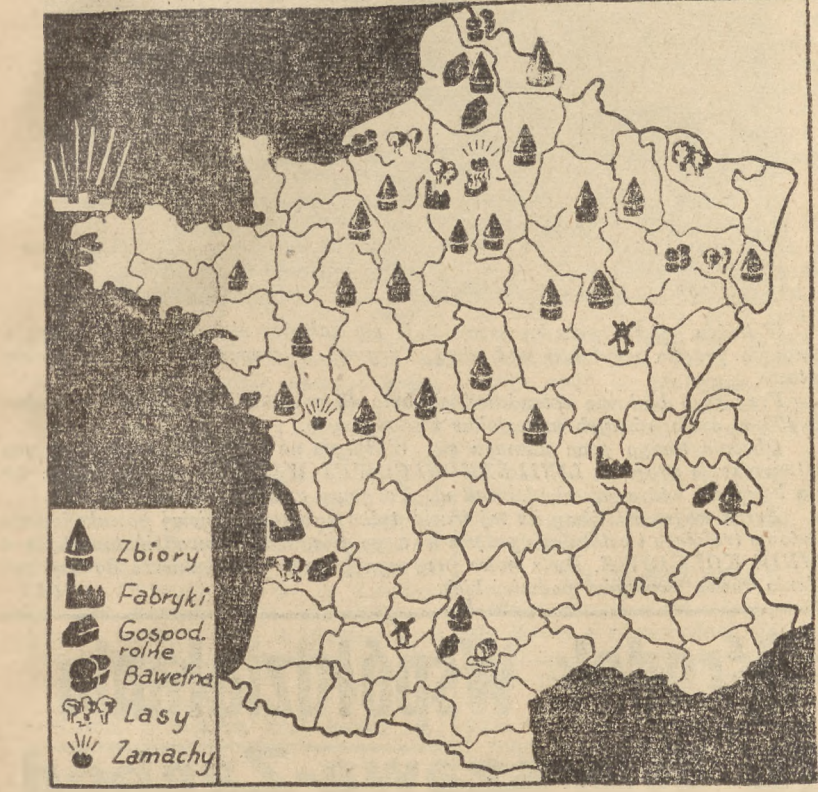 Zbiory
Fabryki
Gospod.
rolne
Bawełna
Lasy
Zamachy